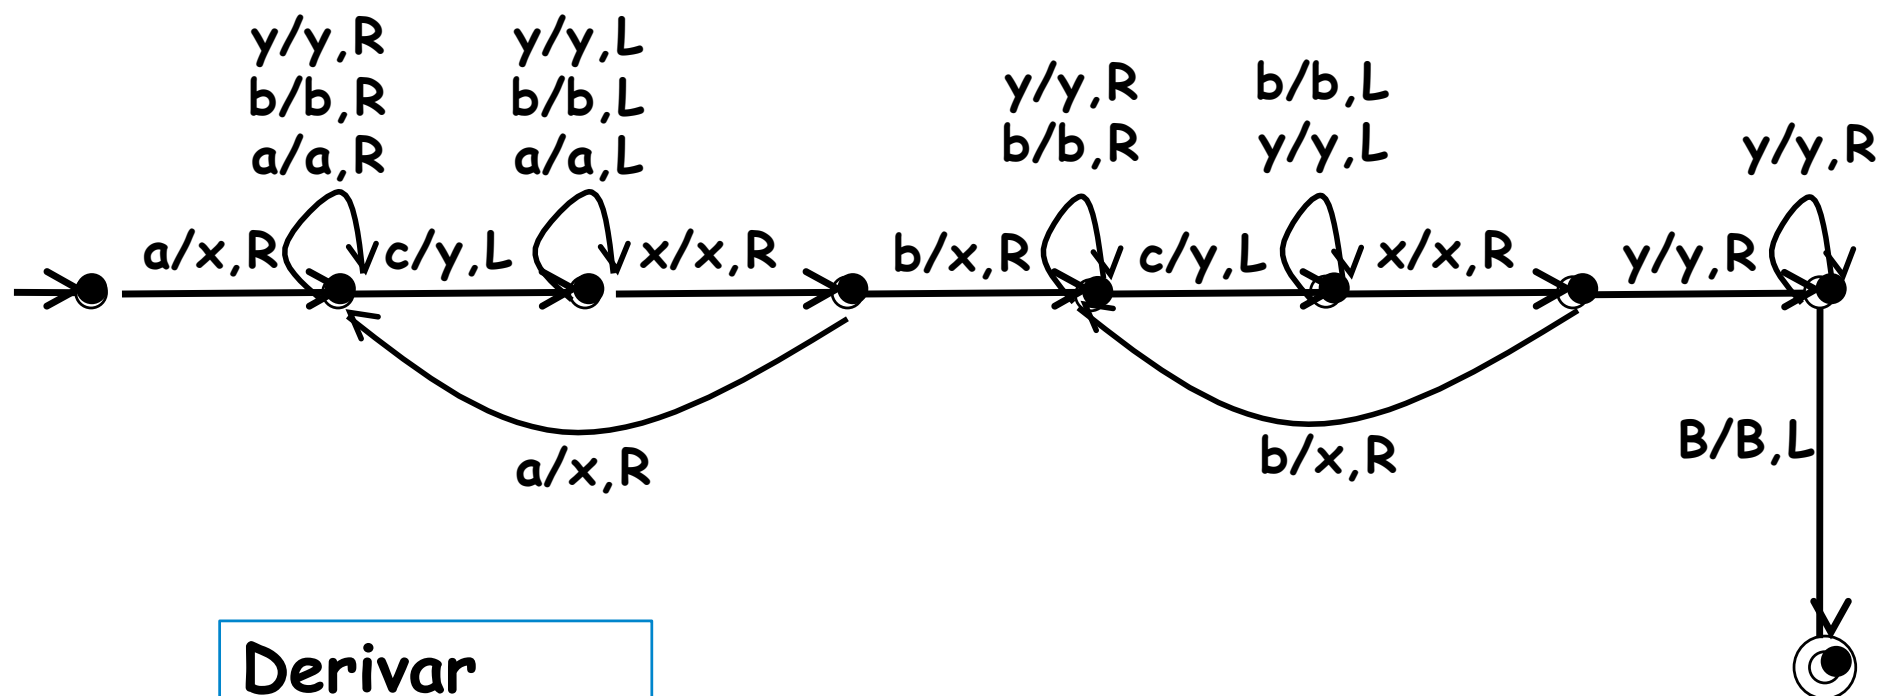 y/y,R
b/b,R
a/a,R
y/y,L
b/b,L
a/a,L
y/y,R
b/b,R
b/b,L
y/y,L
y/y,R
a/x,R
c/y,L
x/x,R
b/x,R
c/y,L
x/x,R
y/y,R
a/x,R
b/x,R
B/B,L
Derivar